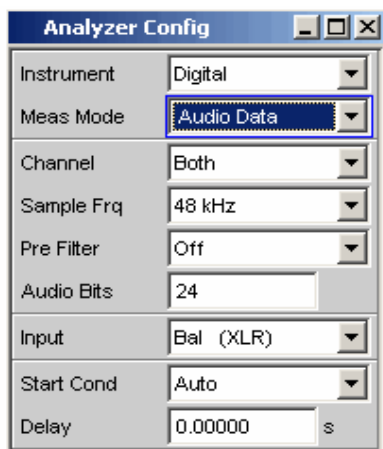 Analyzer Config
Instrument Digital
Meas Mode Audio Data
Channel Both
Sample Frq 48 kHz
Pre Filter Off
Audio Bits 24
Input Bal (XLR)
Start Cond Auto
Delay 0.00000 s